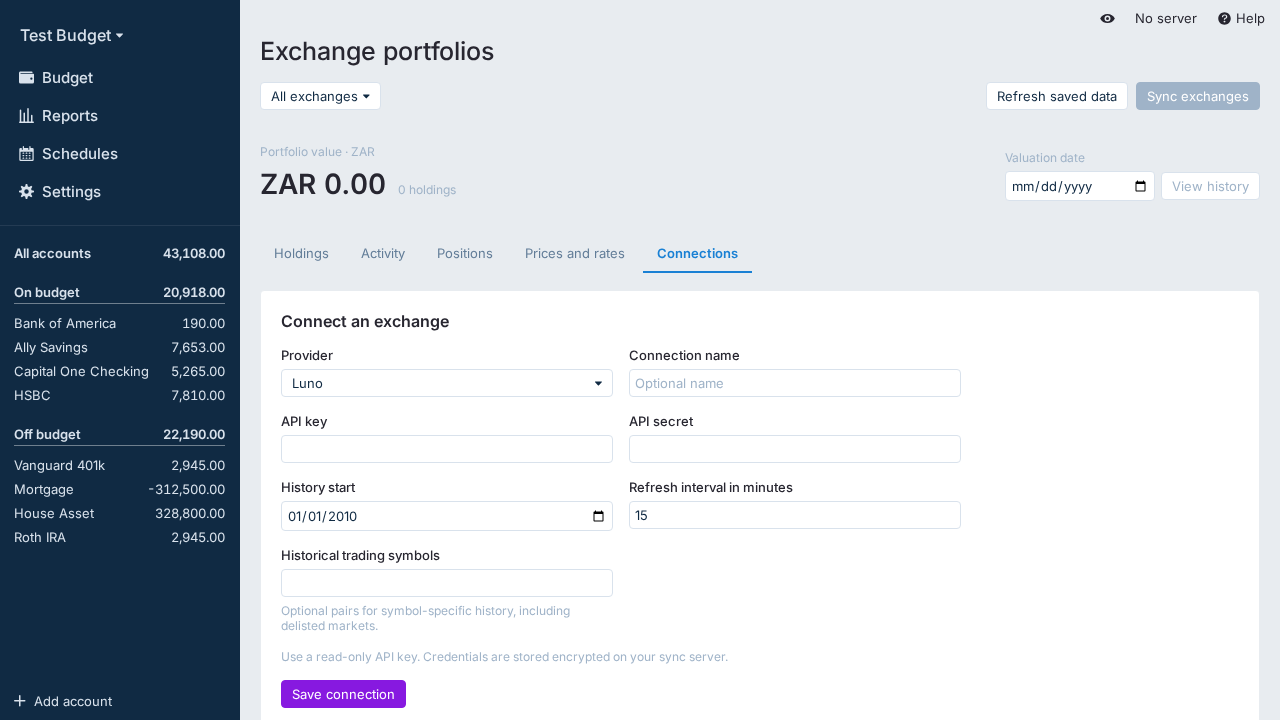 Test Budget
Budget
Reports
Schedules
Settings
All accounts 43,108.00
On budget 20,918.00
Bank of America 190.00
Ally Savings 7,653.00
Capital One Checking 5,265.00
HSBC 7,810.00
Off budget 22,190.00
Vanguard 401k 2,945.00
Mortgage -312,500.00
House Asset 328,800.00
Roth IRA 2,945.00
Add account
No server
Help
Exchange portfolios
All exchanges
Refresh saved data
Sync exchanges
Portfolio value · ZAR
ZAR 0.00 0 holdings
Valuation date
mm/dd/yyyy
View history
Holdings Activity Positions Prices and rates Connections
Connect an exchange
Provider Connection name
Luno Optional name
API key API secret
History start Refresh interval in minutes
01/01/2010 15
Historical trading symbols
Optional pairs for symbol-specific history, including
delisted markets.
Use a read-only API key. Credentials are stored encrypted on your sync server.
Save connection